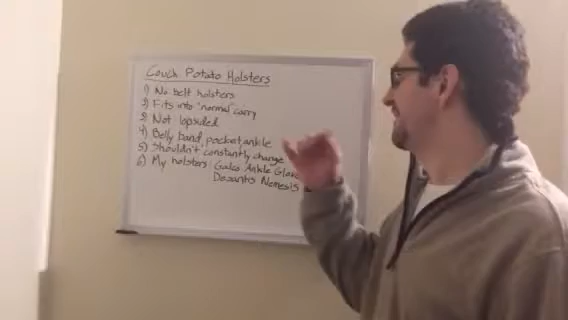 Couch Potato Holsters
1) No belt holsters
2) Fits into "normal" carry
3) Not lopsided
4) Belly band, pocket, ankle
5) Shouldn't constantly change
6) My holsters: Galco Ankle Glove
Desantis Nemesis